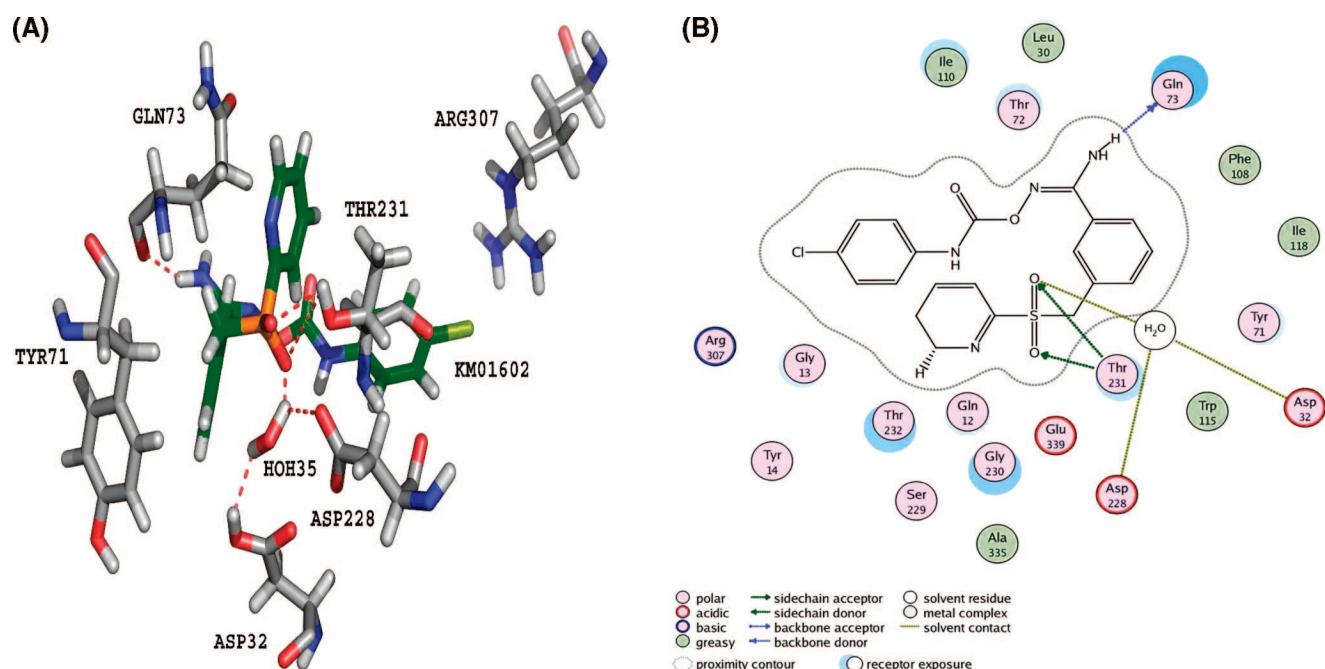 (A)
GLN73
ARG307
THR231
TYR71
KM01602
HOH35
ASP228
ASP32
(B)
Leu
30
Ile
110
Gln
73
Thr
72
H
NH
Phe
108
O
N
O
Ile
118
Cl
N
H
O
Tyr
71
H₂O
S
Arg
307
Gly
13
N
O
H
Thr
231
Thr
232
Gln
12
Glu
339
Trp
115
Asp
32
Tyr
14
Gly
230
Asp
228
Ser
229
Ala
335
polar
acidic
basic
greasy
proximity contour
sidechain acceptor
sidechain donor
backbone acceptor
backbone donor
solvent residue
metal complex
solvent contact
receptor exposure